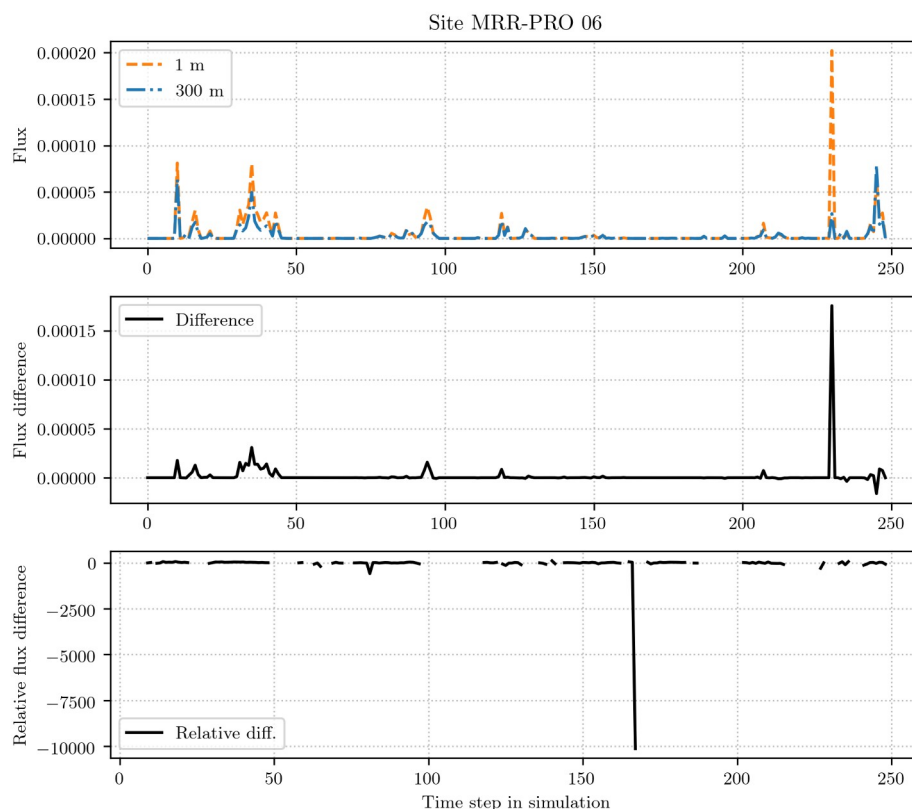 Site MRR-PRO 06
Flux
0.00020
0.00015
0.00010
0.00005
0.00000
1 m
300 m
0 50 100 150 200 250
Flux difference
0.00015
0.00010
0.00005
0.00000
Difference
0 50 100 150 200 250
Relative flux difference
0
−2500
−5000
−7500
−10000
Relative diff.
0 50 100 150 200 250
Time step in simulation